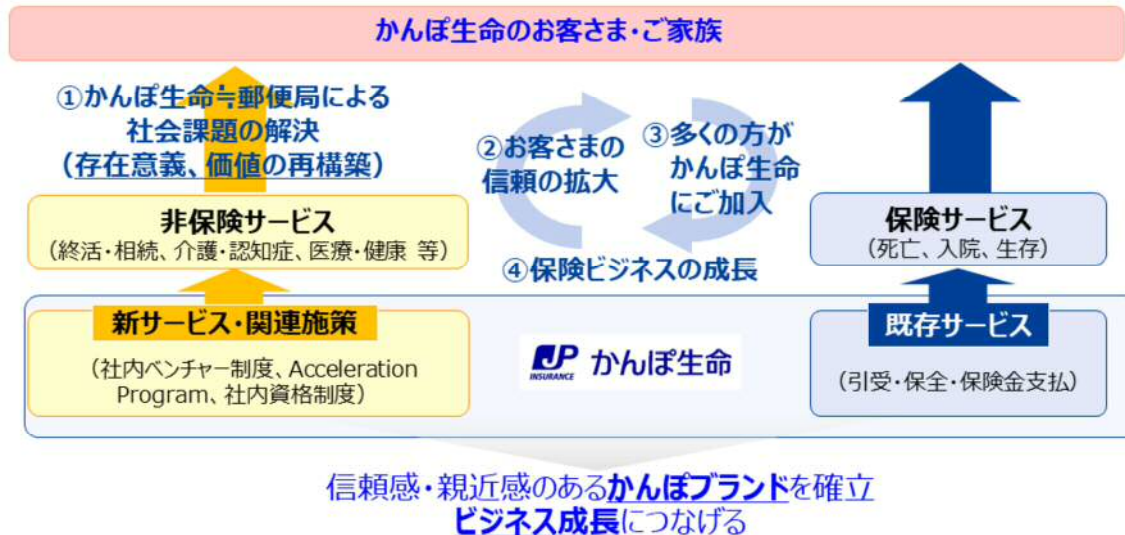 かんぽ生命のお客さま・ご家族
①かんぽ生命≒郵便局による
社会課題の解決
（存在意義、価値の再構築）
②お客さまの
信頼の拡大
③多くの方が
かんぽ生命
にご加入
④保険ビジネスの成長
非保険サービス
（終活・相続、介護・認知症、医療・健康 等）
保険サービス
（死亡、入院、生存）
新サービス・関連施策
（社内ベンチャー制度、Acceleration
Program、社内資格制度）
JP
INSURANCE
かんぽ生命
既存サービス
（引受・保全・保険金支払）
信頼感・親近感のあるかんぽブランドを確立
ビジネス成長につなげる